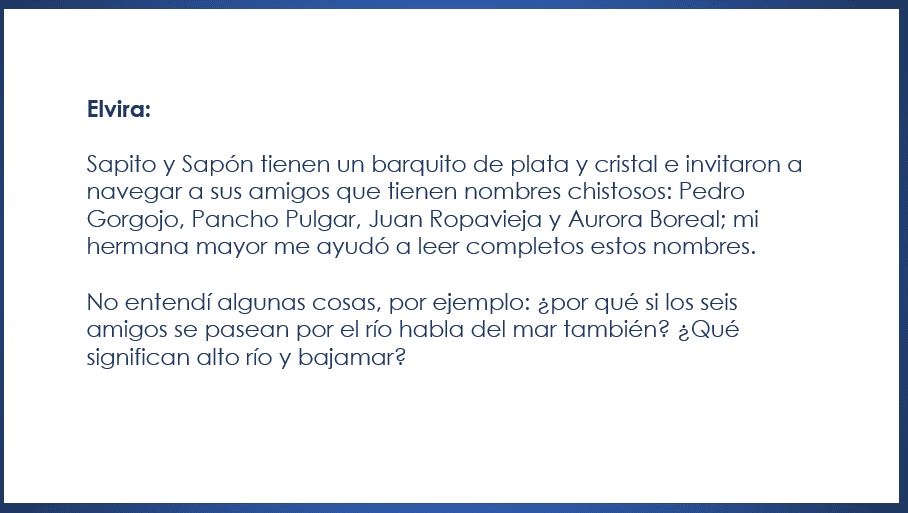 Elvira:
Sapito y Sapón tienen un barquito de plata y cristal e invitaron a
navegar a sus amigos que tienen nombres chistosos: Pedro
Gorgojo, Pancho Pulgar, Juan Ropavieja y Aurora Boreal; mi
hermana mayor me ayudó a leer completos estos nombres.
No entendí algunas cosas, por ejemplo: ¿por qué si los seis
amigos se pasean por el río habla del mar también? ¿Qué
significan alto río y bajamar?